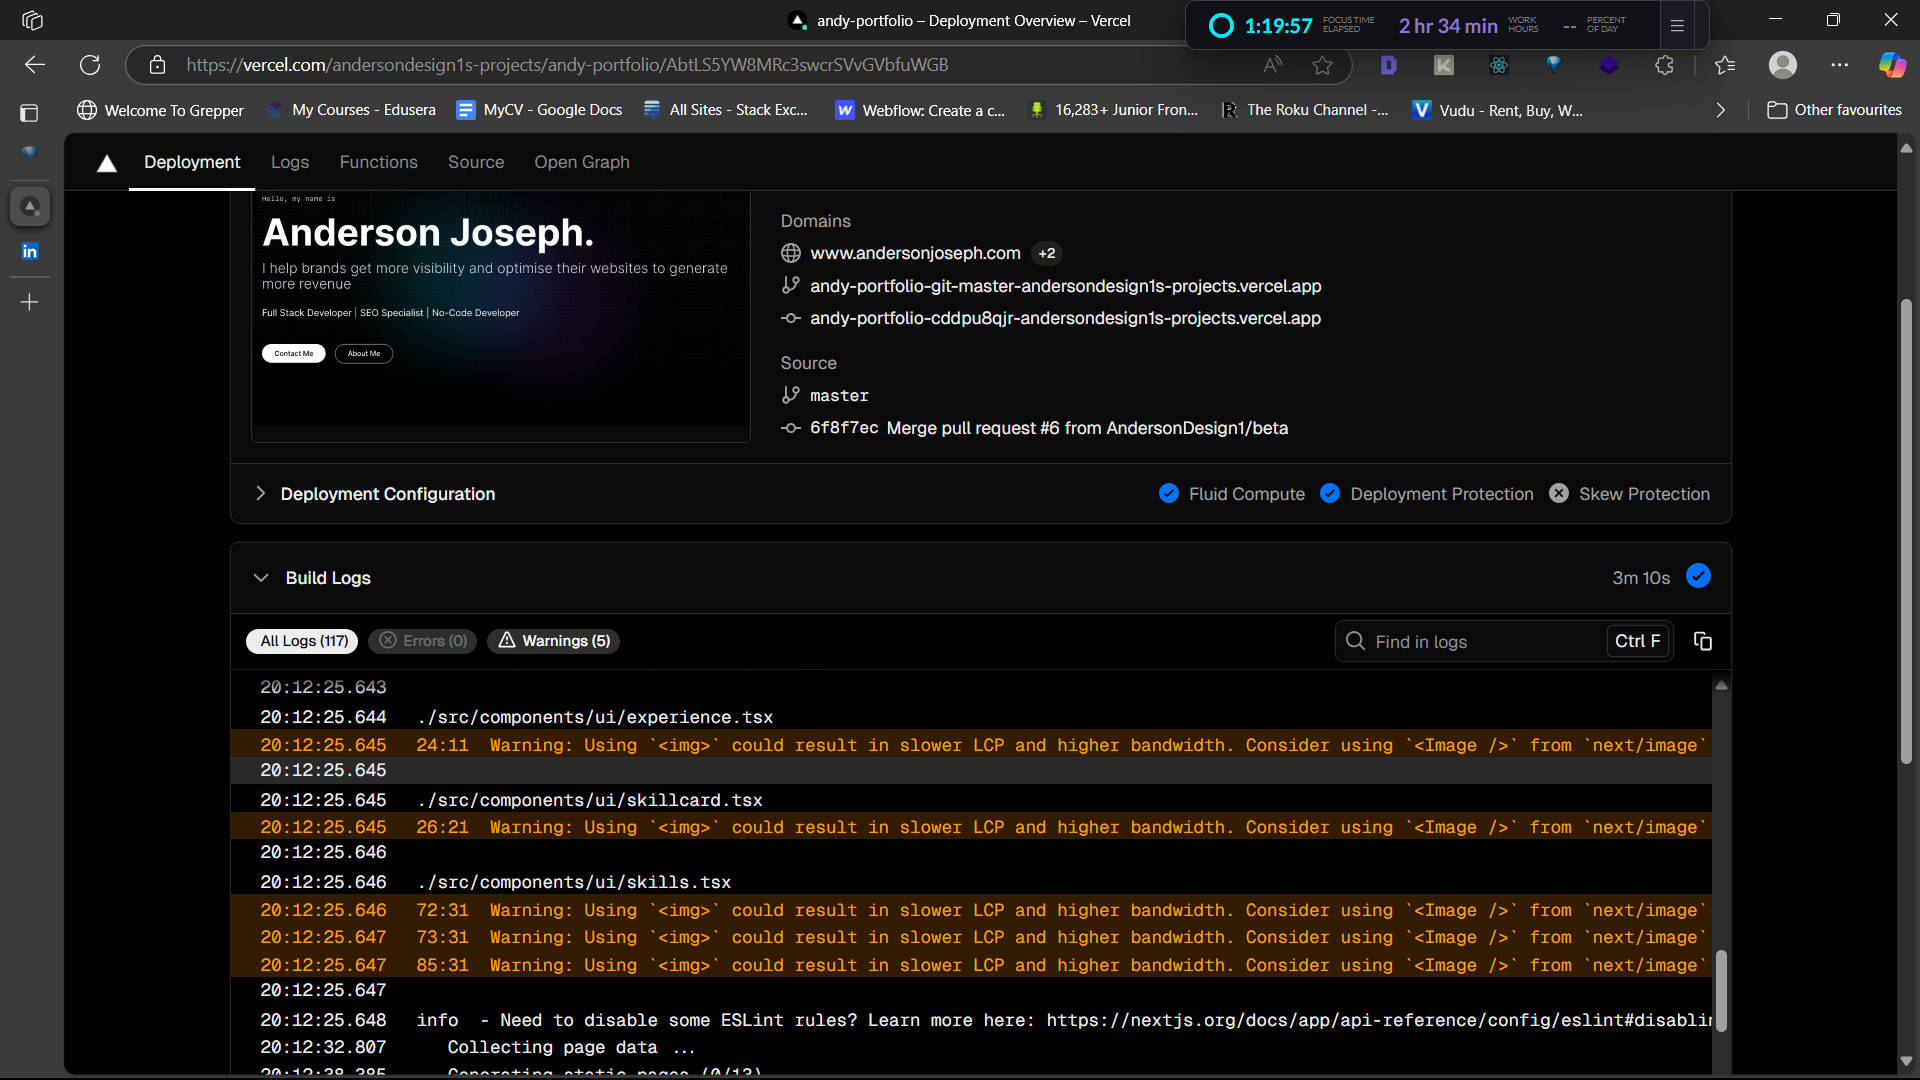 andy-portfolio – Deployment Overview – Vercel
1:19:57 FOCUS TIME ELAPSED 2 hr 34 min WORK HOURS -- PERCENT OF DAY
https://vercel.com/andersondesign1s-projects/andy-portfolio/AbtLS5YW8MRc3swcrSVvGVbfuWGB
Welcome To Grepper My Courses - Edusera MyCV - Google Docs All Sites - Stack Exc... Webflow: Create a c... 16,283+ Junior Fron... The Roku Channel -... Vudu - Rent, Buy, W... Other favourites
Deployment Logs Functions Source Open Graph
Hello, my name is
Anderson Joseph.
I help brands get more visibility and optimise their websites to generate
more revenue
Full Stack Developer | SEO Specialist | No-Code Developer
Contact Me About Me
Domains
www.andersonjoseph.com +2
andy-portfolio-git-master-andersondesign1s-projects.vercel.app
andy-portfolio-cddpu8qjr-andersondesign1s-projects.vercel.app
Source
master
6f8f7ec Merge pull request #6 from AndersonDesign1/beta
Deployment Configuration Fluid Compute Deployment Protection Skew Protection
Build Logs 3m 10s
All Logs (117) Errors (0) Warnings (5) Find in logs Ctrl F
20:12:25.643
20:12:25.644 ./src/components/ui/experience.tsx
20:12:25.645 24:11 Warning: Using `<img>` could result in slower LCP and higher bandwidth. Consider using `<Image />` from `next/image`
20:12:25.645
20:12:25.645 ./src/components/ui/skillcard.tsx
20:12:25.645 26:21 Warning: Using `<img>` could result in slower LCP and higher bandwidth. Consider using `<Image />` from `next/image`
20:12:25.646
20:12:25.646 ./src/components/ui/skills.tsx
20:12:25.646 72:31 Warning: Using `<img>` could result in slower LCP and higher bandwidth. Consider using `<Image />` from `next/image`
20:12:25.647 73:31 Warning: Using `<img>` could result in slower LCP and higher bandwidth. Consider using `<Image />` from `next/image`
20:12:25.647 85:31 Warning: Using `<img>` could result in slower LCP and higher bandwidth. Consider using `<Image />` from `next/image`
20:12:25.647
20:12:25.648 info - Need to disable some ESLint rules? Learn more here: https://nextjs.org/docs/app/api-reference/config/eslint#disablin
20:12:32.807 Collecting page data ...
20:12:38.385 Generating static pages (0/13)